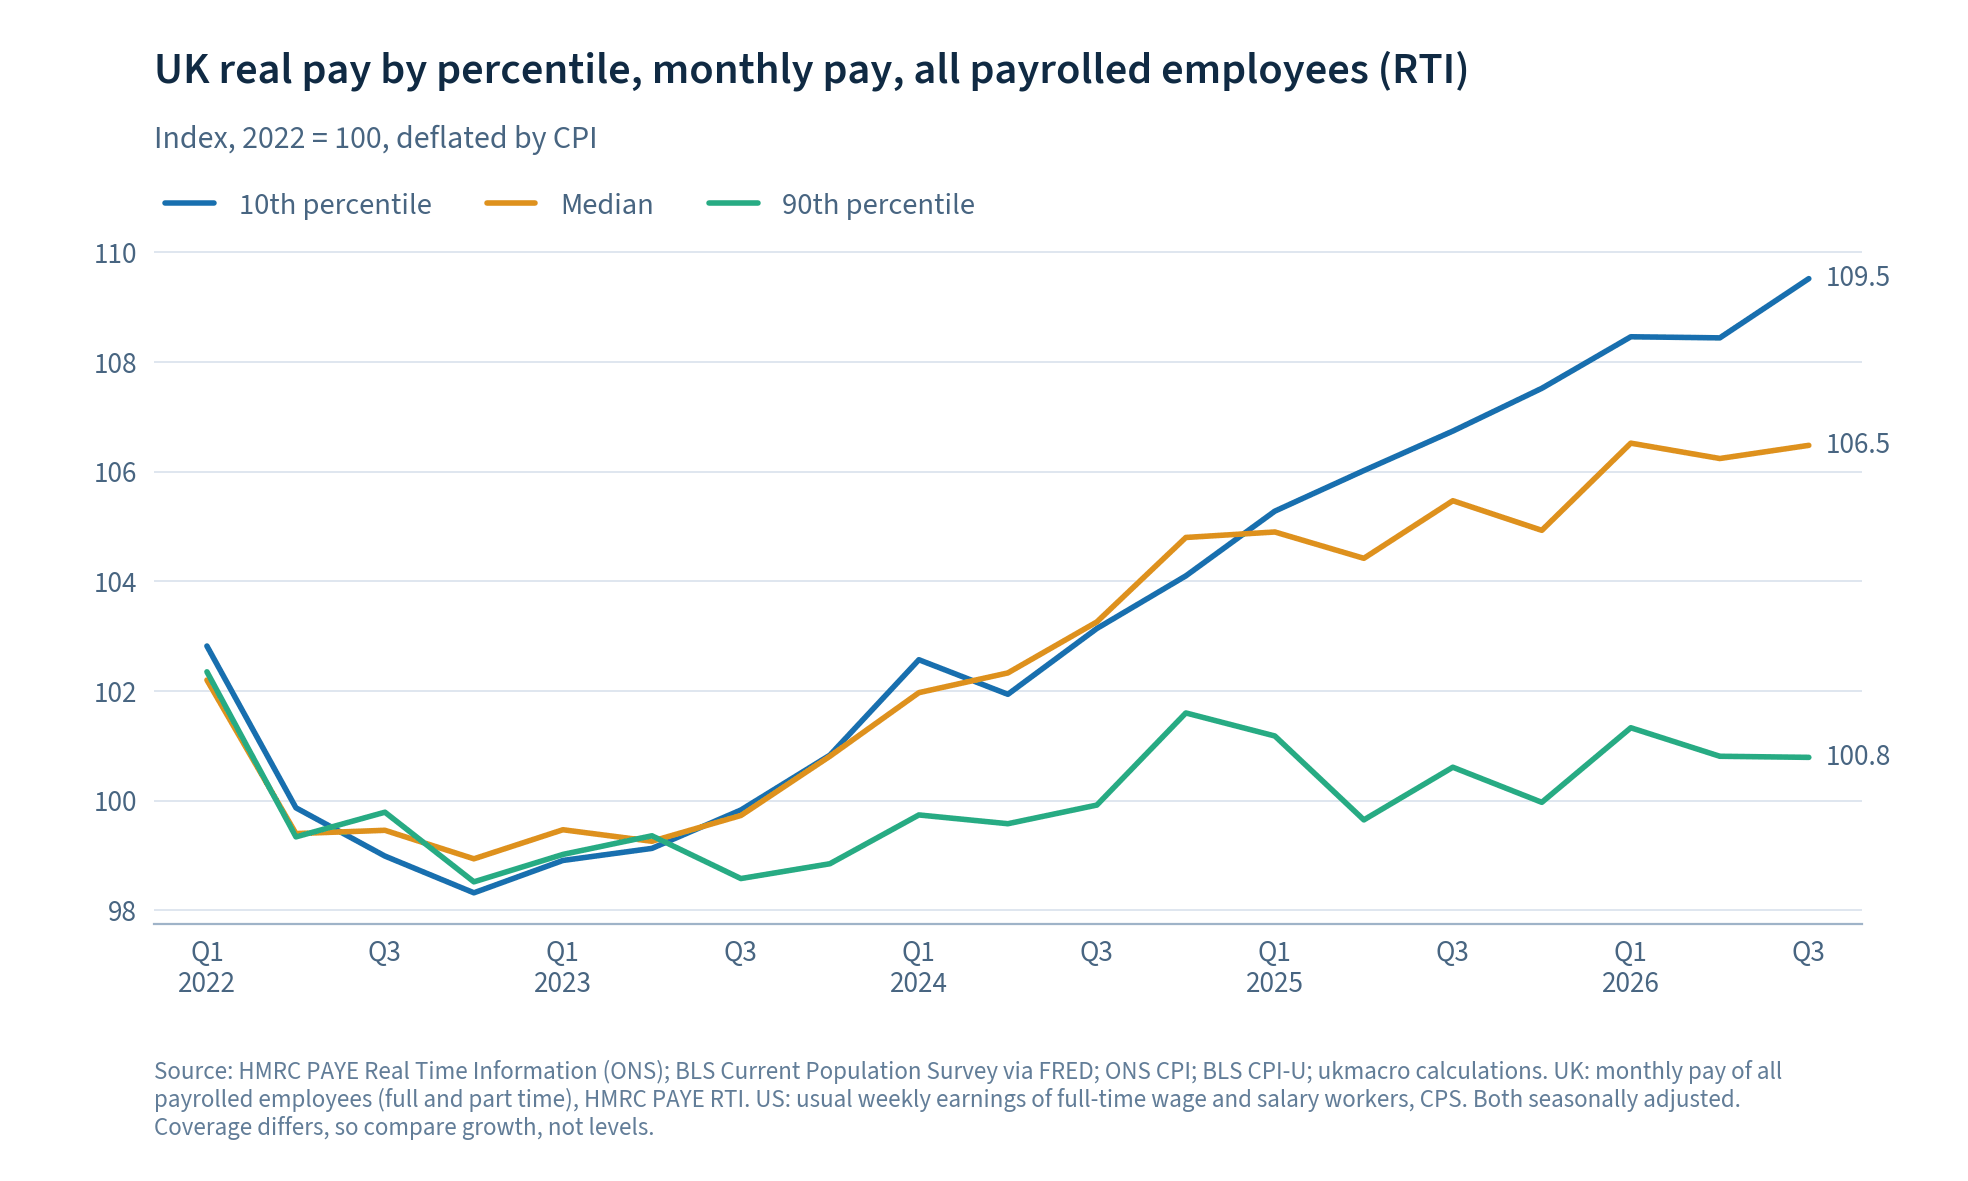 UK real pay by percentile, monthly pay, all payrolled employees (RTI)
Index, 2022 = 100, deflated by CPI
10th percentile Median 90th percentile
110
109.5
108
106.5
106
104
102
100.8
100
98
Q1 Q3 Q1 Q3 Q1 Q3 Q1 Q3 Q1 Q3
2022 2023 2024 2025 2026
Source: HMRC PAYE Real Time Information (ONS); BLS Current Population Survey via FRED; ONS CPI; BLS CPI-U; ukmacro calculations. UK: monthly pay of all
payrolled employees (full and part time), HMRC PAYE RTI. US: usual weekly earnings of full-time wage and salary workers, CPS. Both seasonally adjusted.
Coverage differs, so compare growth, not levels.